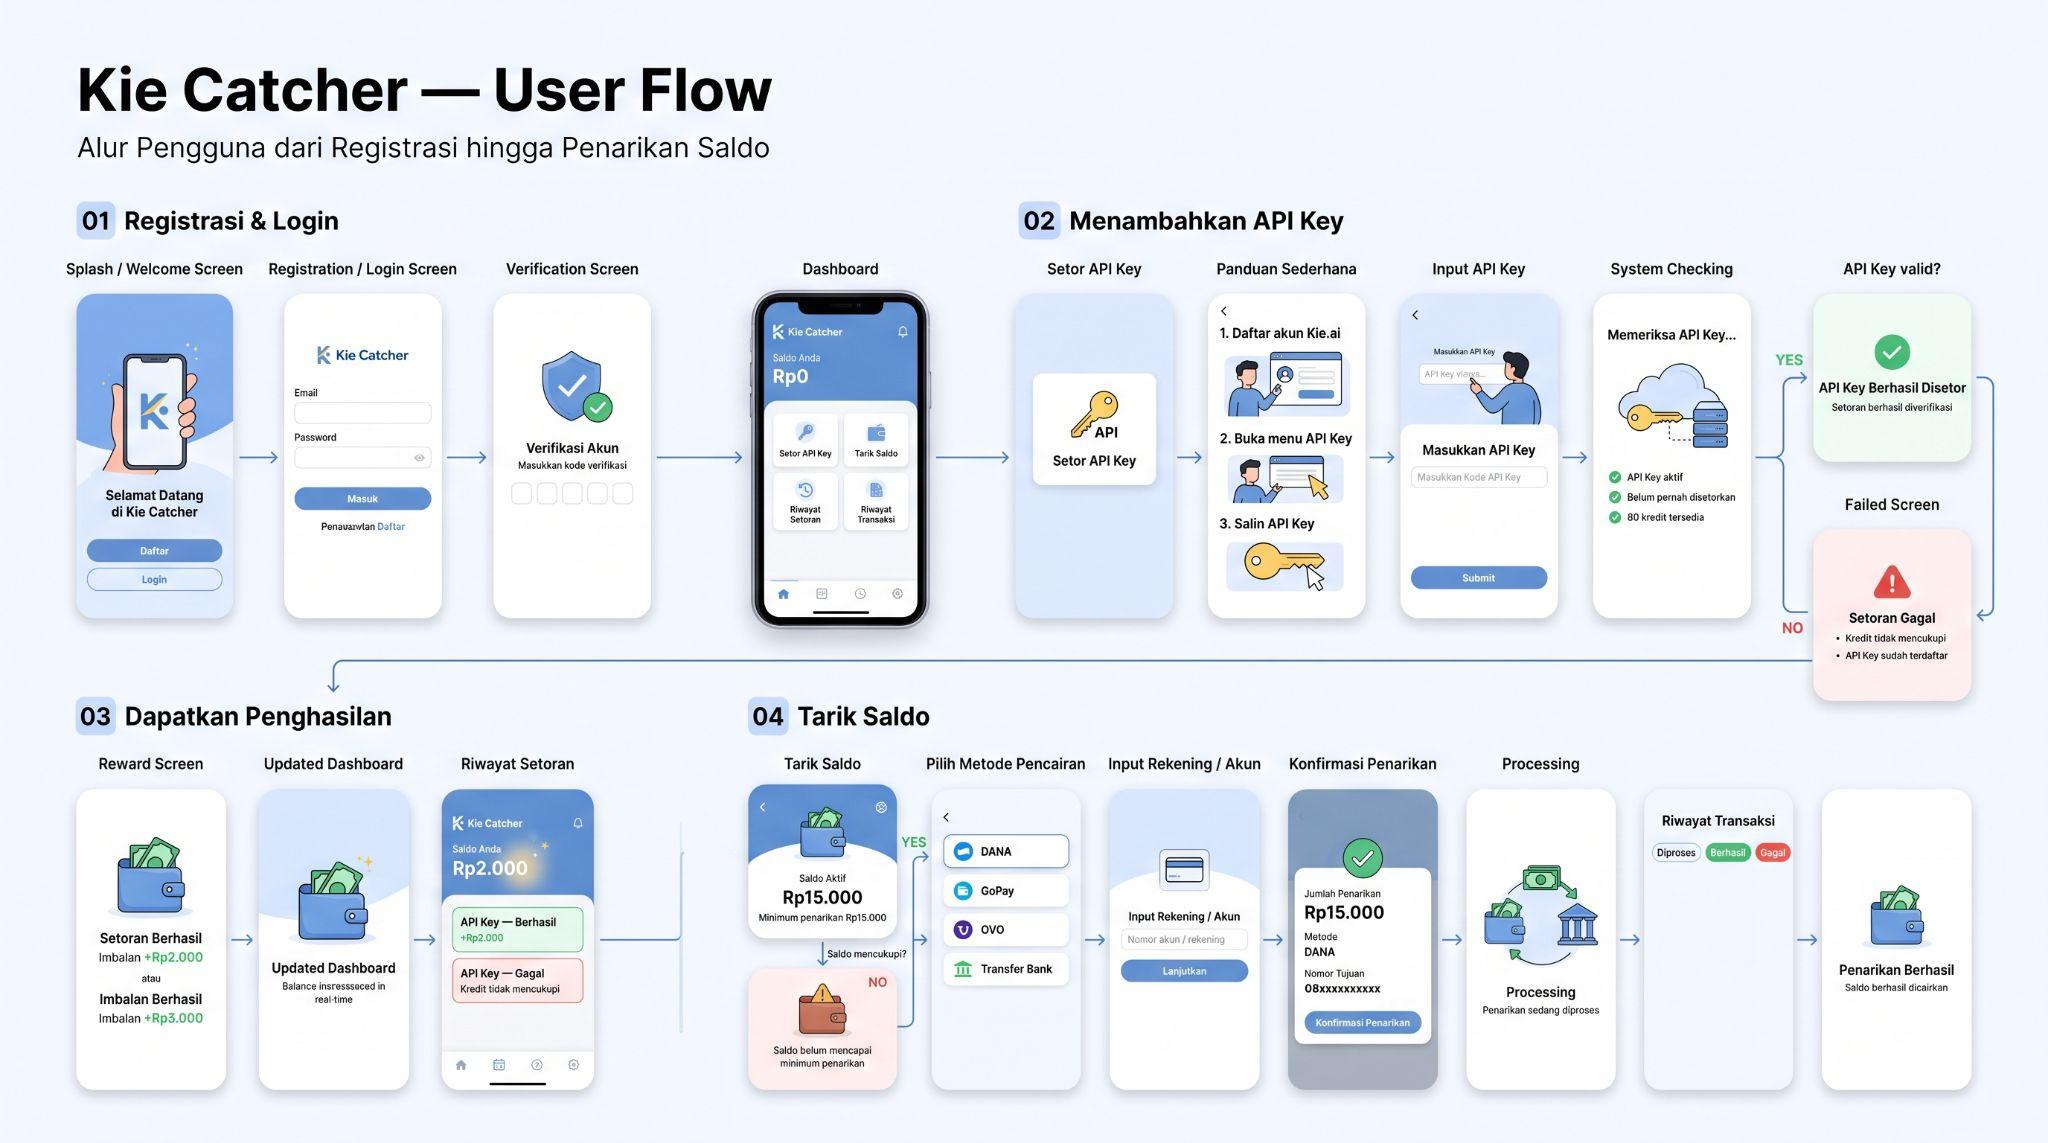 Kie Catcher — User Flow
Alur Pengguna dari Registrasi hingga Penarikan Saldo
01 Registrasi & Login
Splash / Welcome Screen
Selamat Datang
di Kie Catcher
Daftar
Login
Registration / Login Screen
Kie Catcher
Email
Password
Masuk
Penauawwlan Daftar
Verification Screen
Verifikasi Akun
Masukkan kode verifikasi
Dashboard
Kie Catcher
Saldo Anda
Rp0
Setor API Key
Tarik Saldo
Riwayat
Setoran
Riwayat
Transaksi
02 Menambahkan API Key
Setor API Key
API
Setor API Key
Panduan Sederhana
1. Daftar akun Kie.ai
2. Buka menu API Key
3. Salin API Key
Input API Key
Masukkan API Key
API Key
Masukkan API Key
Masukkan Kode API Key
Submit
System Checking
Memeriksa API Key...
API Key aktif
Belum pernah disetorkan
80 kredit tersedia
API Key valid?
YES
API Key Berhasil Disetor
Setoran berhasil diverifikasi
Failed Screen
NO
Setoran Gagal
• Kredit tidak mencukupi
• API Key sudah terdaftar
03 Dapatkan Penghasilan
Reward Screen
Setoran Berhasil
Imbalan +Rp2.000
atau
Imbalan Berhasil
Imbalan +Rp3.000
Updated Dashboard
Updated Dashboard
Balance insressseced in
real-time
Riwayat Setoran
Kie Catcher
Saldo Anda
Rp2.000
API Key — Berhasil
+Rp2.000
API Key — Gagal
Kredit tidak mencukupi
04 Tarik Saldo
Tarik Saldo
Saldo Aktif
Rp15.000
Minimum penarikan Rp15.000
Saldo mencukupi?
YES
NO
Saldo belum mencapai
minimum penarikan
Pilih Metode Pencairan
DANA
GoPay
OVO
Transfer Bank
Input Rekening / Akun
Input Rekening / Akun
Nomor akun / rekening
Lanjutkan
Konfirmasi Penarikan
Jumlah Penarikan
Rp15.000
Metode
DANA
Nomor Tujuan
08xxxxxxxxxx
Konfirmasi Penarikan
Processing
Processing
Penarikan sedang diproses
Riwayat Transaksi
Diproses Berhasil Gagal
Penarikan Berhasil
Saldo berhasil dicairkan